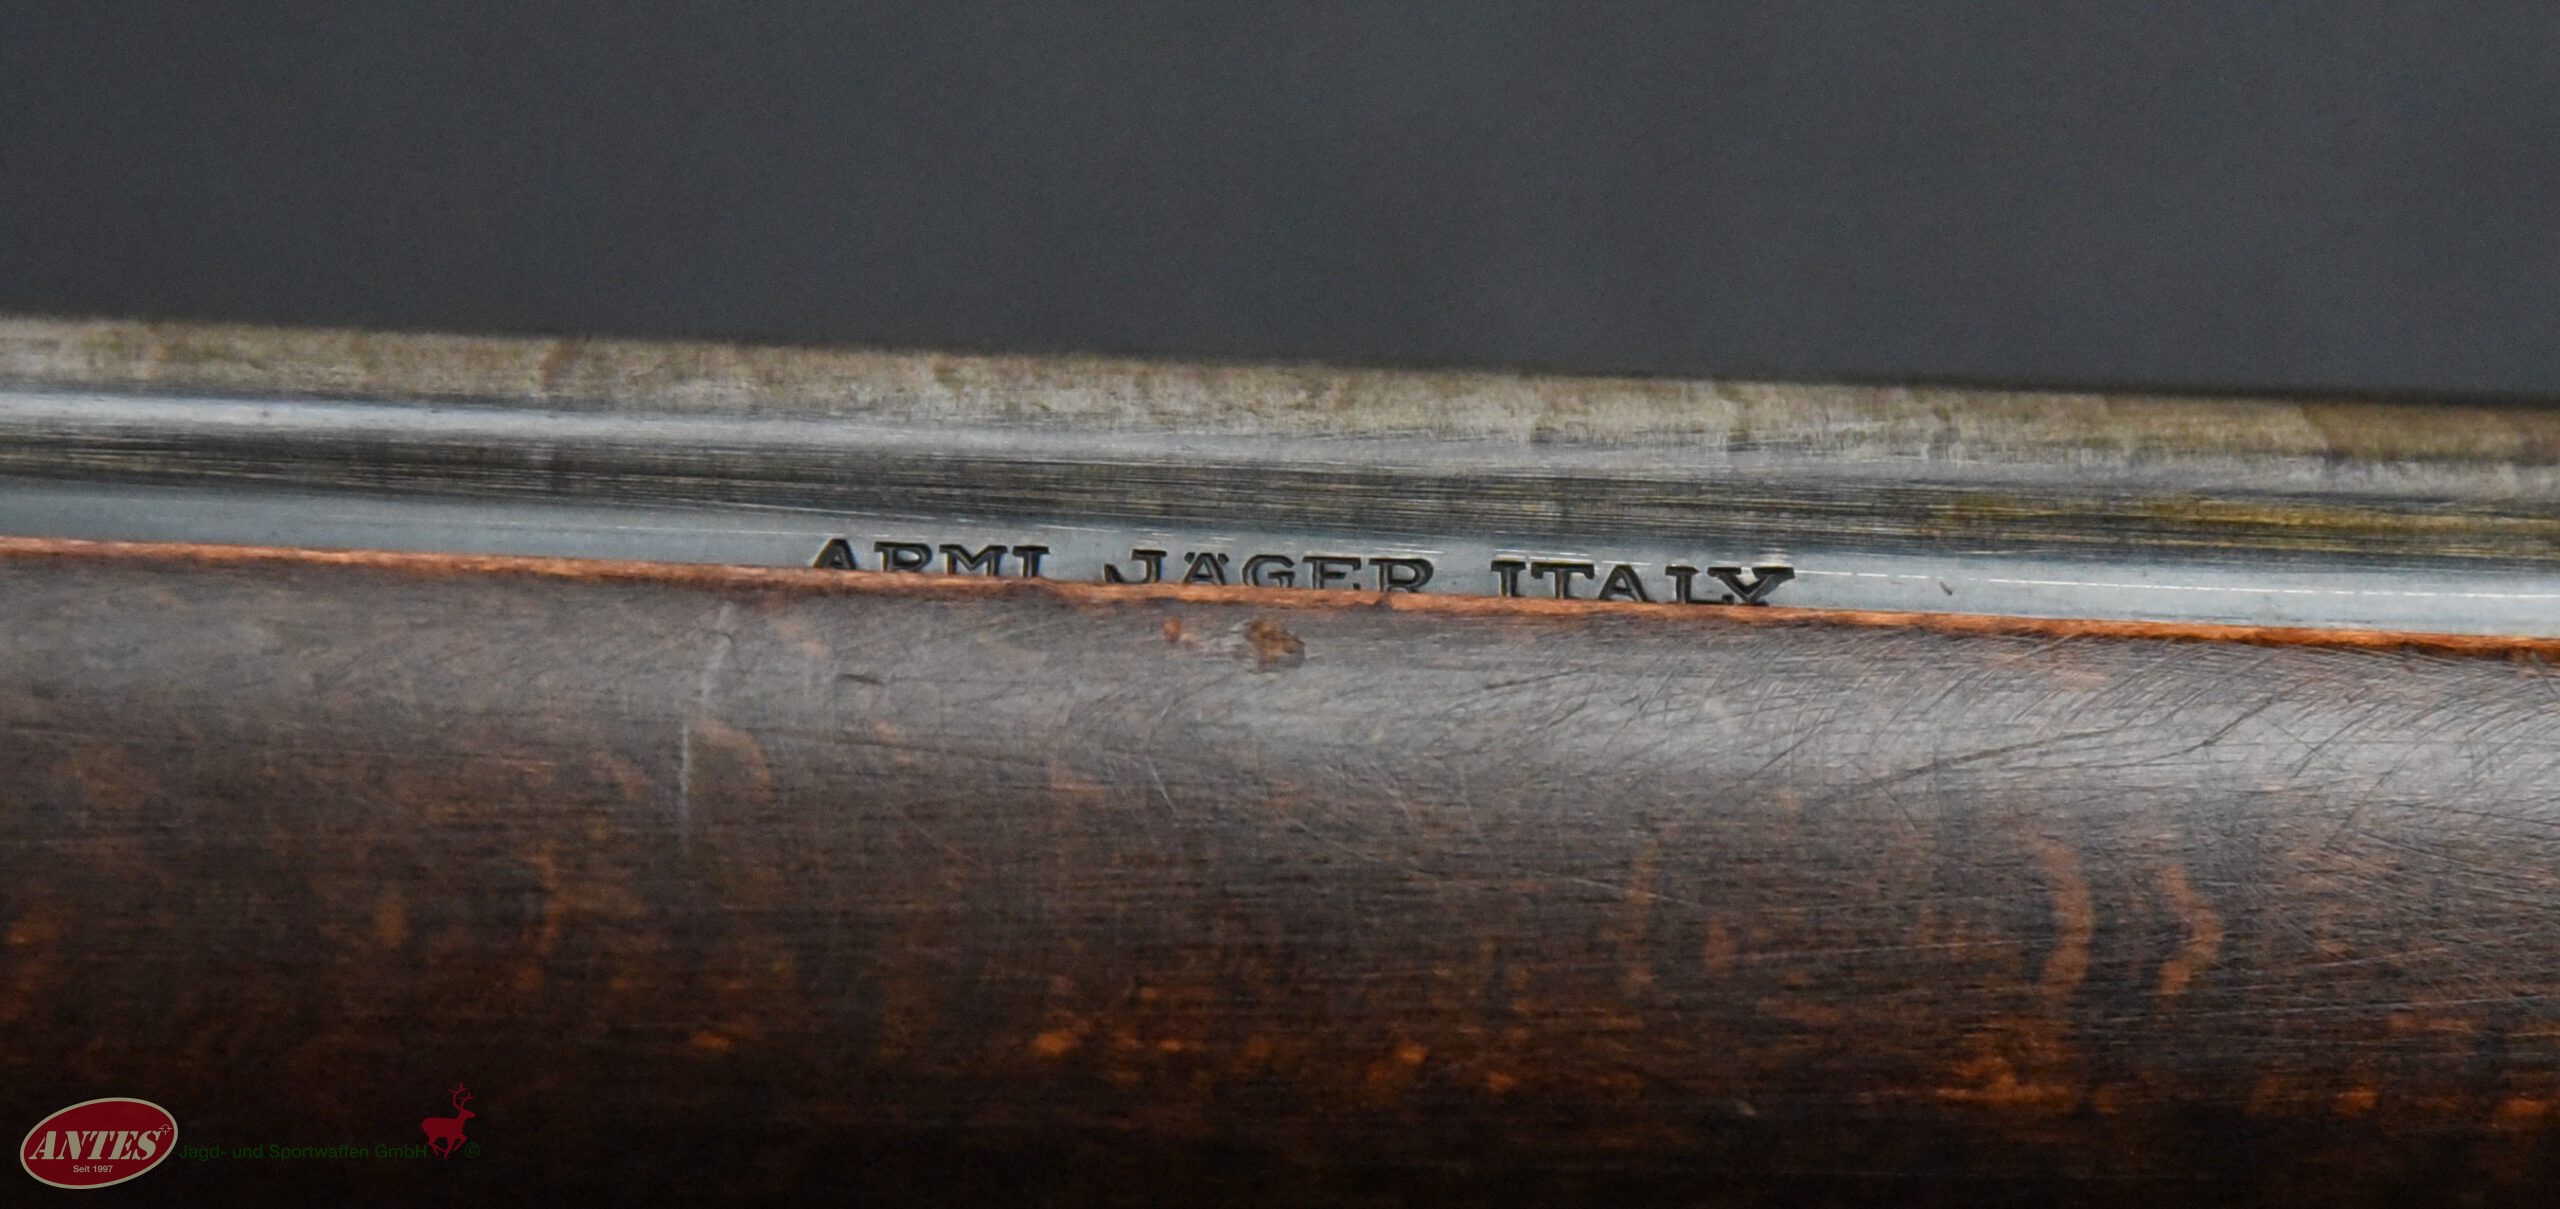 ARMI JÄGER ITALY
ANTES
Seit 1997
Jagd- und Sportwaffen GmbH ©